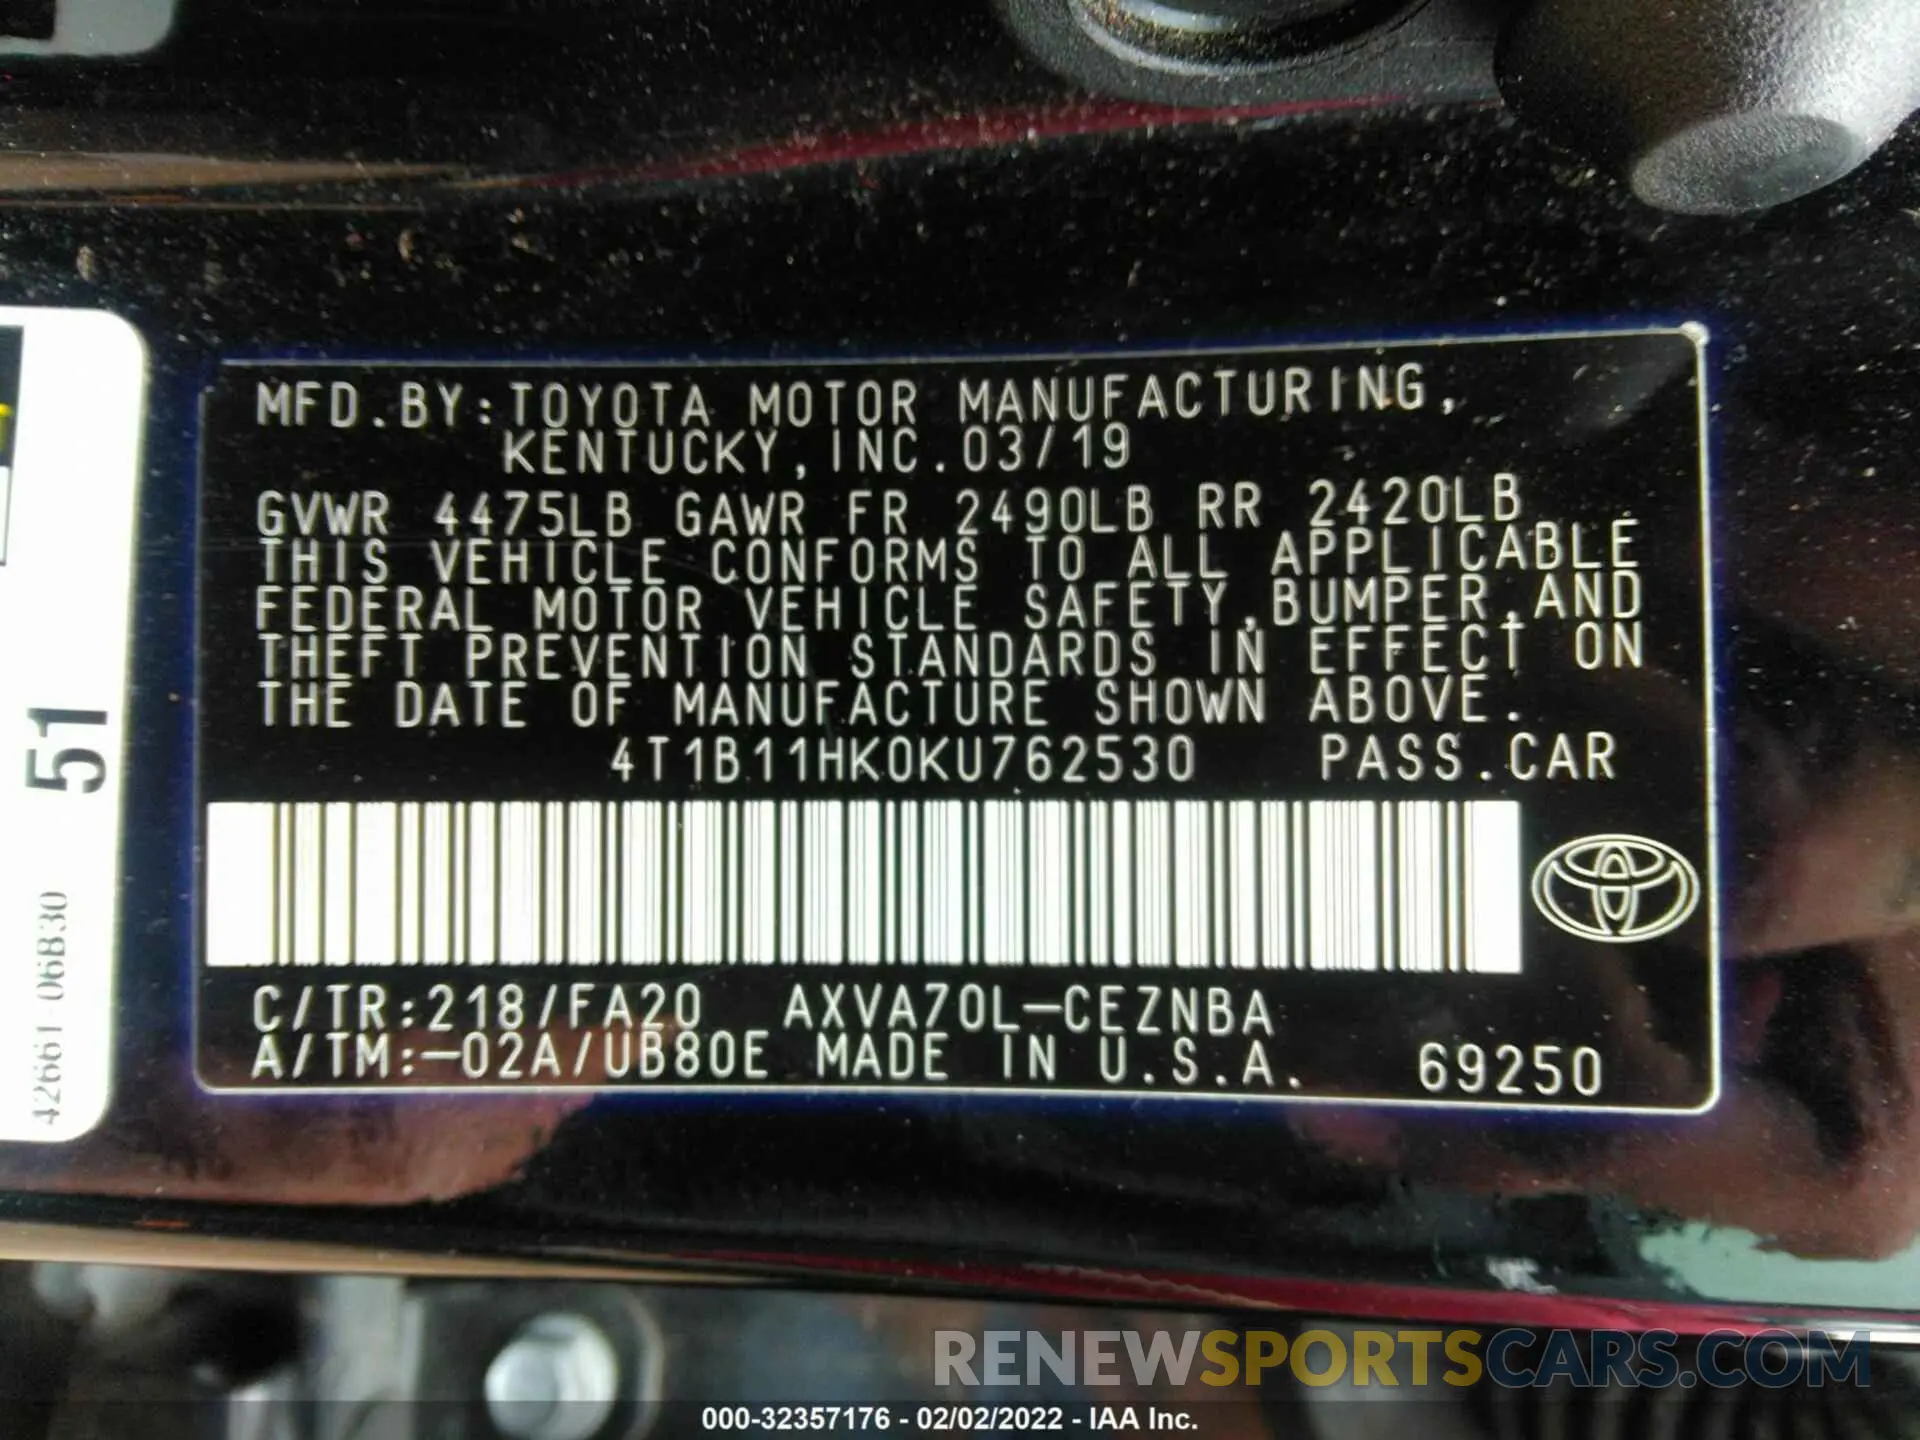 MFD.BY:TOYOTA MOTOR MANUFACTURING,
KENTUCKY,INC.03/19
GVWR 4475LB GAWR FR 2490LB RR 2420LB
THIS VEHICLE CONFORMS TO ALL APPLICABLE
FEDERAL MOTOR VEHICLE SAFETY,BUMPER,AND
THEFT PREVENTION STANDARDS IN EFFECT ON
THE DATE OF MANUFACTURE SHOWN ABOVE.
4T1B11HK0KU762530 PASS.CAR
C/TR:218/FA20 AXVA70L-CEZNBA
A/TM:-02A/UB80E MADE IN U.S.A. 69250
51
42661-06B30
RENEWSPORTSCARS.COM
000-32357176 - 02/02/2022 - IAA Inc.